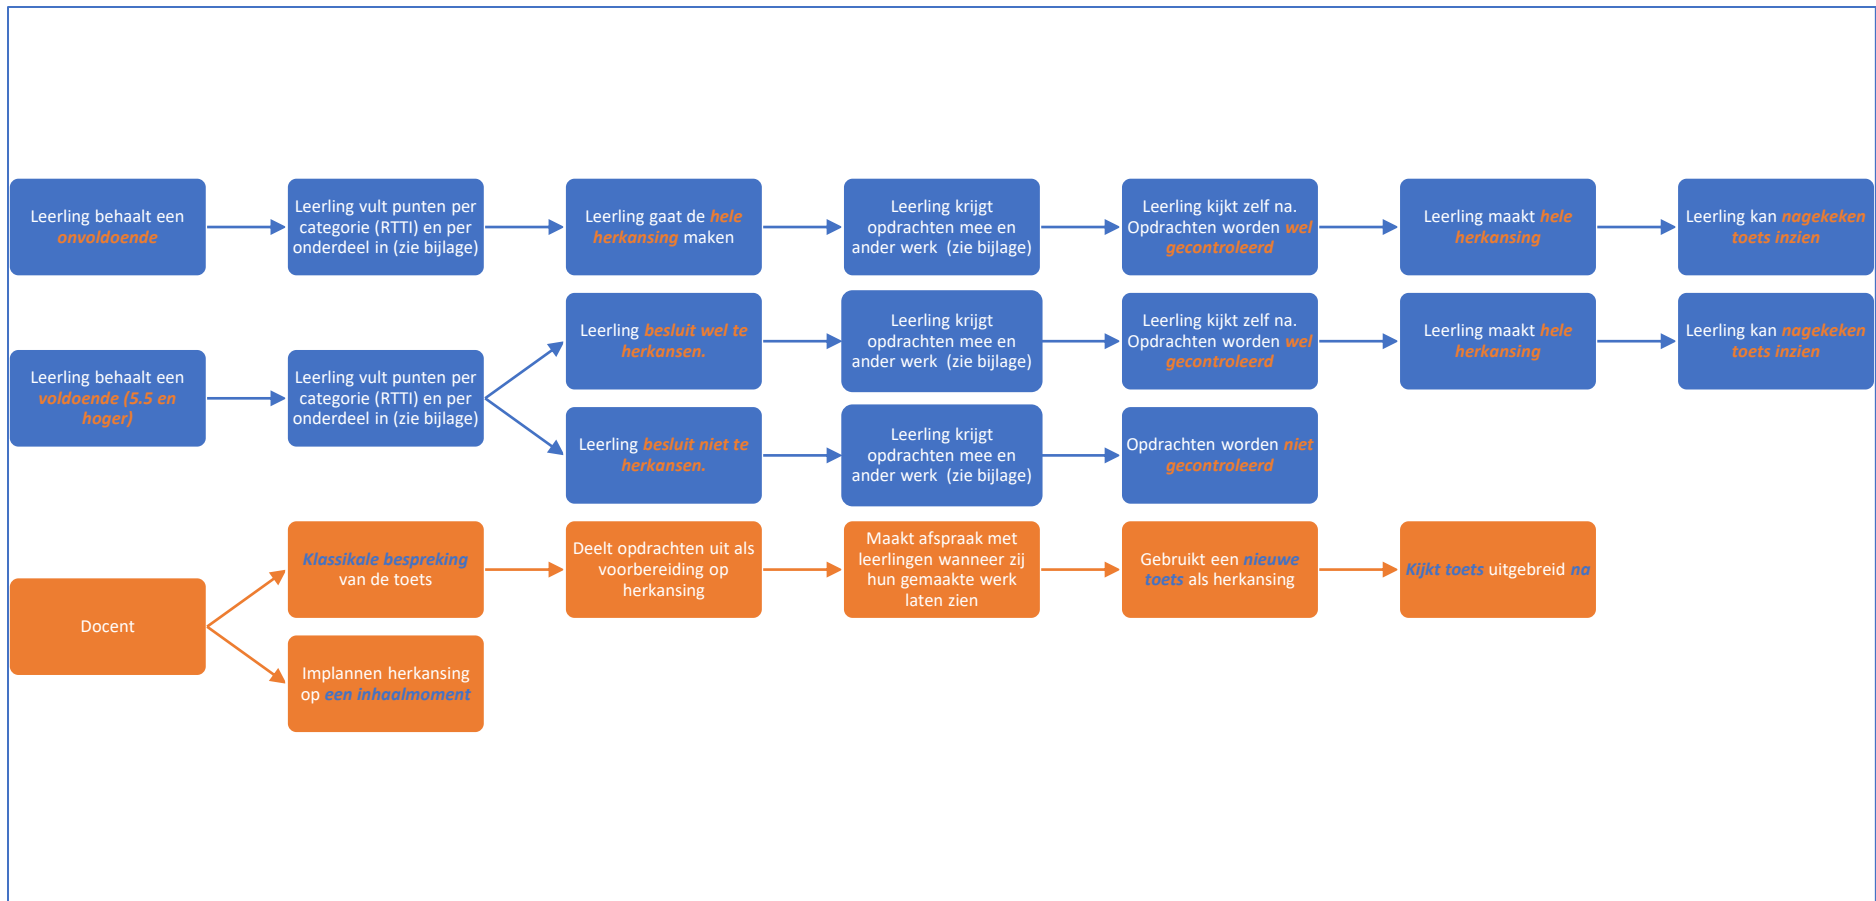 Leerling behaalt een
onvoldoende
Leerling vult punten per
categorie (RTTI) en per
onderdeel in (zie bijlage)
Leerling gaat de hele
herkansing maken
Leerling krijgt
opdrachten mee en
ander werk (zie bijlage)
Leerling kijkt zelf na.
Opdrachten worden wel
gecontroleerd
Leerling maakt hele
herkansing
Leerling kan nagekeken
toets inzien
Leerling behaalt een
voldoende (5.5 en
hoger)
Leerling vult punten per
categorie (RTTI) en per
onderdeel in (zie bijlage)
Leerling besluit wel te
herkansen.
Leerling krijgt
opdrachten mee en
ander werk (zie bijlage)
Leerling kijkt zelf na.
Opdrachten worden wel
gecontroleerd
Leerling maakt hele
herkansing
Leerling kan nagekeken
toets inzien
Leerling besluit niet te
herkansen.
Leerling krijgt
opdrachten mee en
ander werk (zie bijlage)
Opdrachten worden niet
gecontroleerd
Docent
Klassikale bespreking
van de toets
Deelt opdrachten uit als
voorbereiding op
herkansing
Maakt afspraak met
leerlingen wanneer zij
hun gemaakte werk
laten zien
Gebruikt een nieuwe
toets als herkansing
Kijkt toets uitgebreid na
Implannen herkansing
op een inhaalmoment